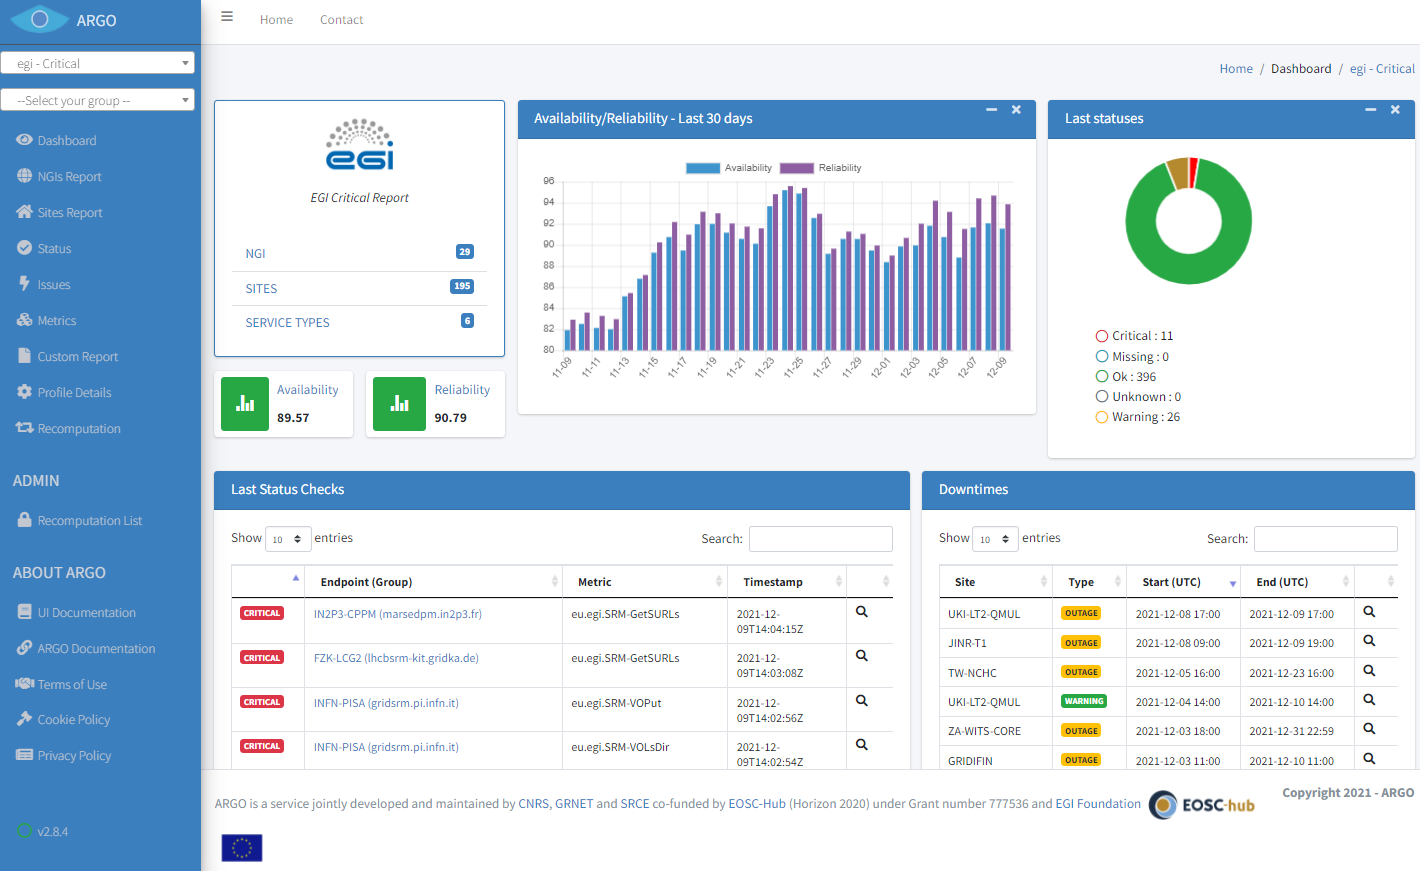 ARGO
Home
Contact
egi - Critical
--Select your group --
Home / Dashboard / egi - Critical
Dashboard
NGIs Report
Sites Report
Status
Issues
Metrics
Custom Report
Profile Details
Recomputation
ADMIN
Recomputation List
ABOUT ARGO
UI Documentation
ARGO Documentation
Terms of Use
Cookie Policy
Privacy Policy
v2.8.4
egi
EGI Critical Report
NGI 29
SITES 195
SERVICE TYPES 6
Availability
89.57
Reliability
90.79
Availability/Reliability - Last 30 days
Availability Reliability
96
94
92
90
88
86
84
82
80
11-09 11-11 11-13 11-15 11-17 11-19 11-21 11-23 11-25 11-27 11-29 12-01 12-03 12-05 12-07 12-09
Last statuses
Critical : 11
Missing : 0
Ok : 396
Unknown : 0
Warning : 26
Last Status Checks
Show 10 entries Search:
Endpoint (Group) Metric Timestamp
CRITICAL IN2P3-CPPM (marsedpm.in2p3.fr) eu.egi.SRM-GetSURLs 2021-12-
09T14:04:15Z
CRITICAL FZK-LCG2 (lhcbsrm-kit.gridka.de) eu.egi.SRM-GetSURLs 2021-12-
09T14:03:08Z
CRITICAL INFN-PISA (gridsrm.pi.infn.it) eu.egi.SRM-VOPut 2021-12-
09T14:02:56Z
CRITICAL INFN-PISA (gridsrm.pi.infn.it) eu.egi.SRM-VOLsDir 2021-12-
09T14:02:54Z
Downtimes
Show 10 entries Search:
Site Type Start (UTC) End (UTC)
UKI-LT2-QMUL OUTAGE 2021-12-08 17:00 2021-12-09 17:00
JINR-T1 OUTAGE 2021-12-08 09:00 2021-12-09 19:00
TW-NCHC OUTAGE 2021-12-05 16:00 2021-12-23 16:00
UKI-LT2-QMUL WARNING 2021-12-04 14:00 2021-12-10 14:00
ZA-WITS-CORE OUTAGE 2021-12-03 18:00 2021-12-31 22:59
GRIDIFIN OUTAGE 2021-12-03 11:00 2021-12-10 11:00
ARGO is a service jointly developed and maintained by CNRS, GRNET and SRCE co-funded by EOSC-Hub (Horizon 2020) under Grant number 777536 and EGI Foundation
EOSC-hub
Copyright 2021 - ARGO